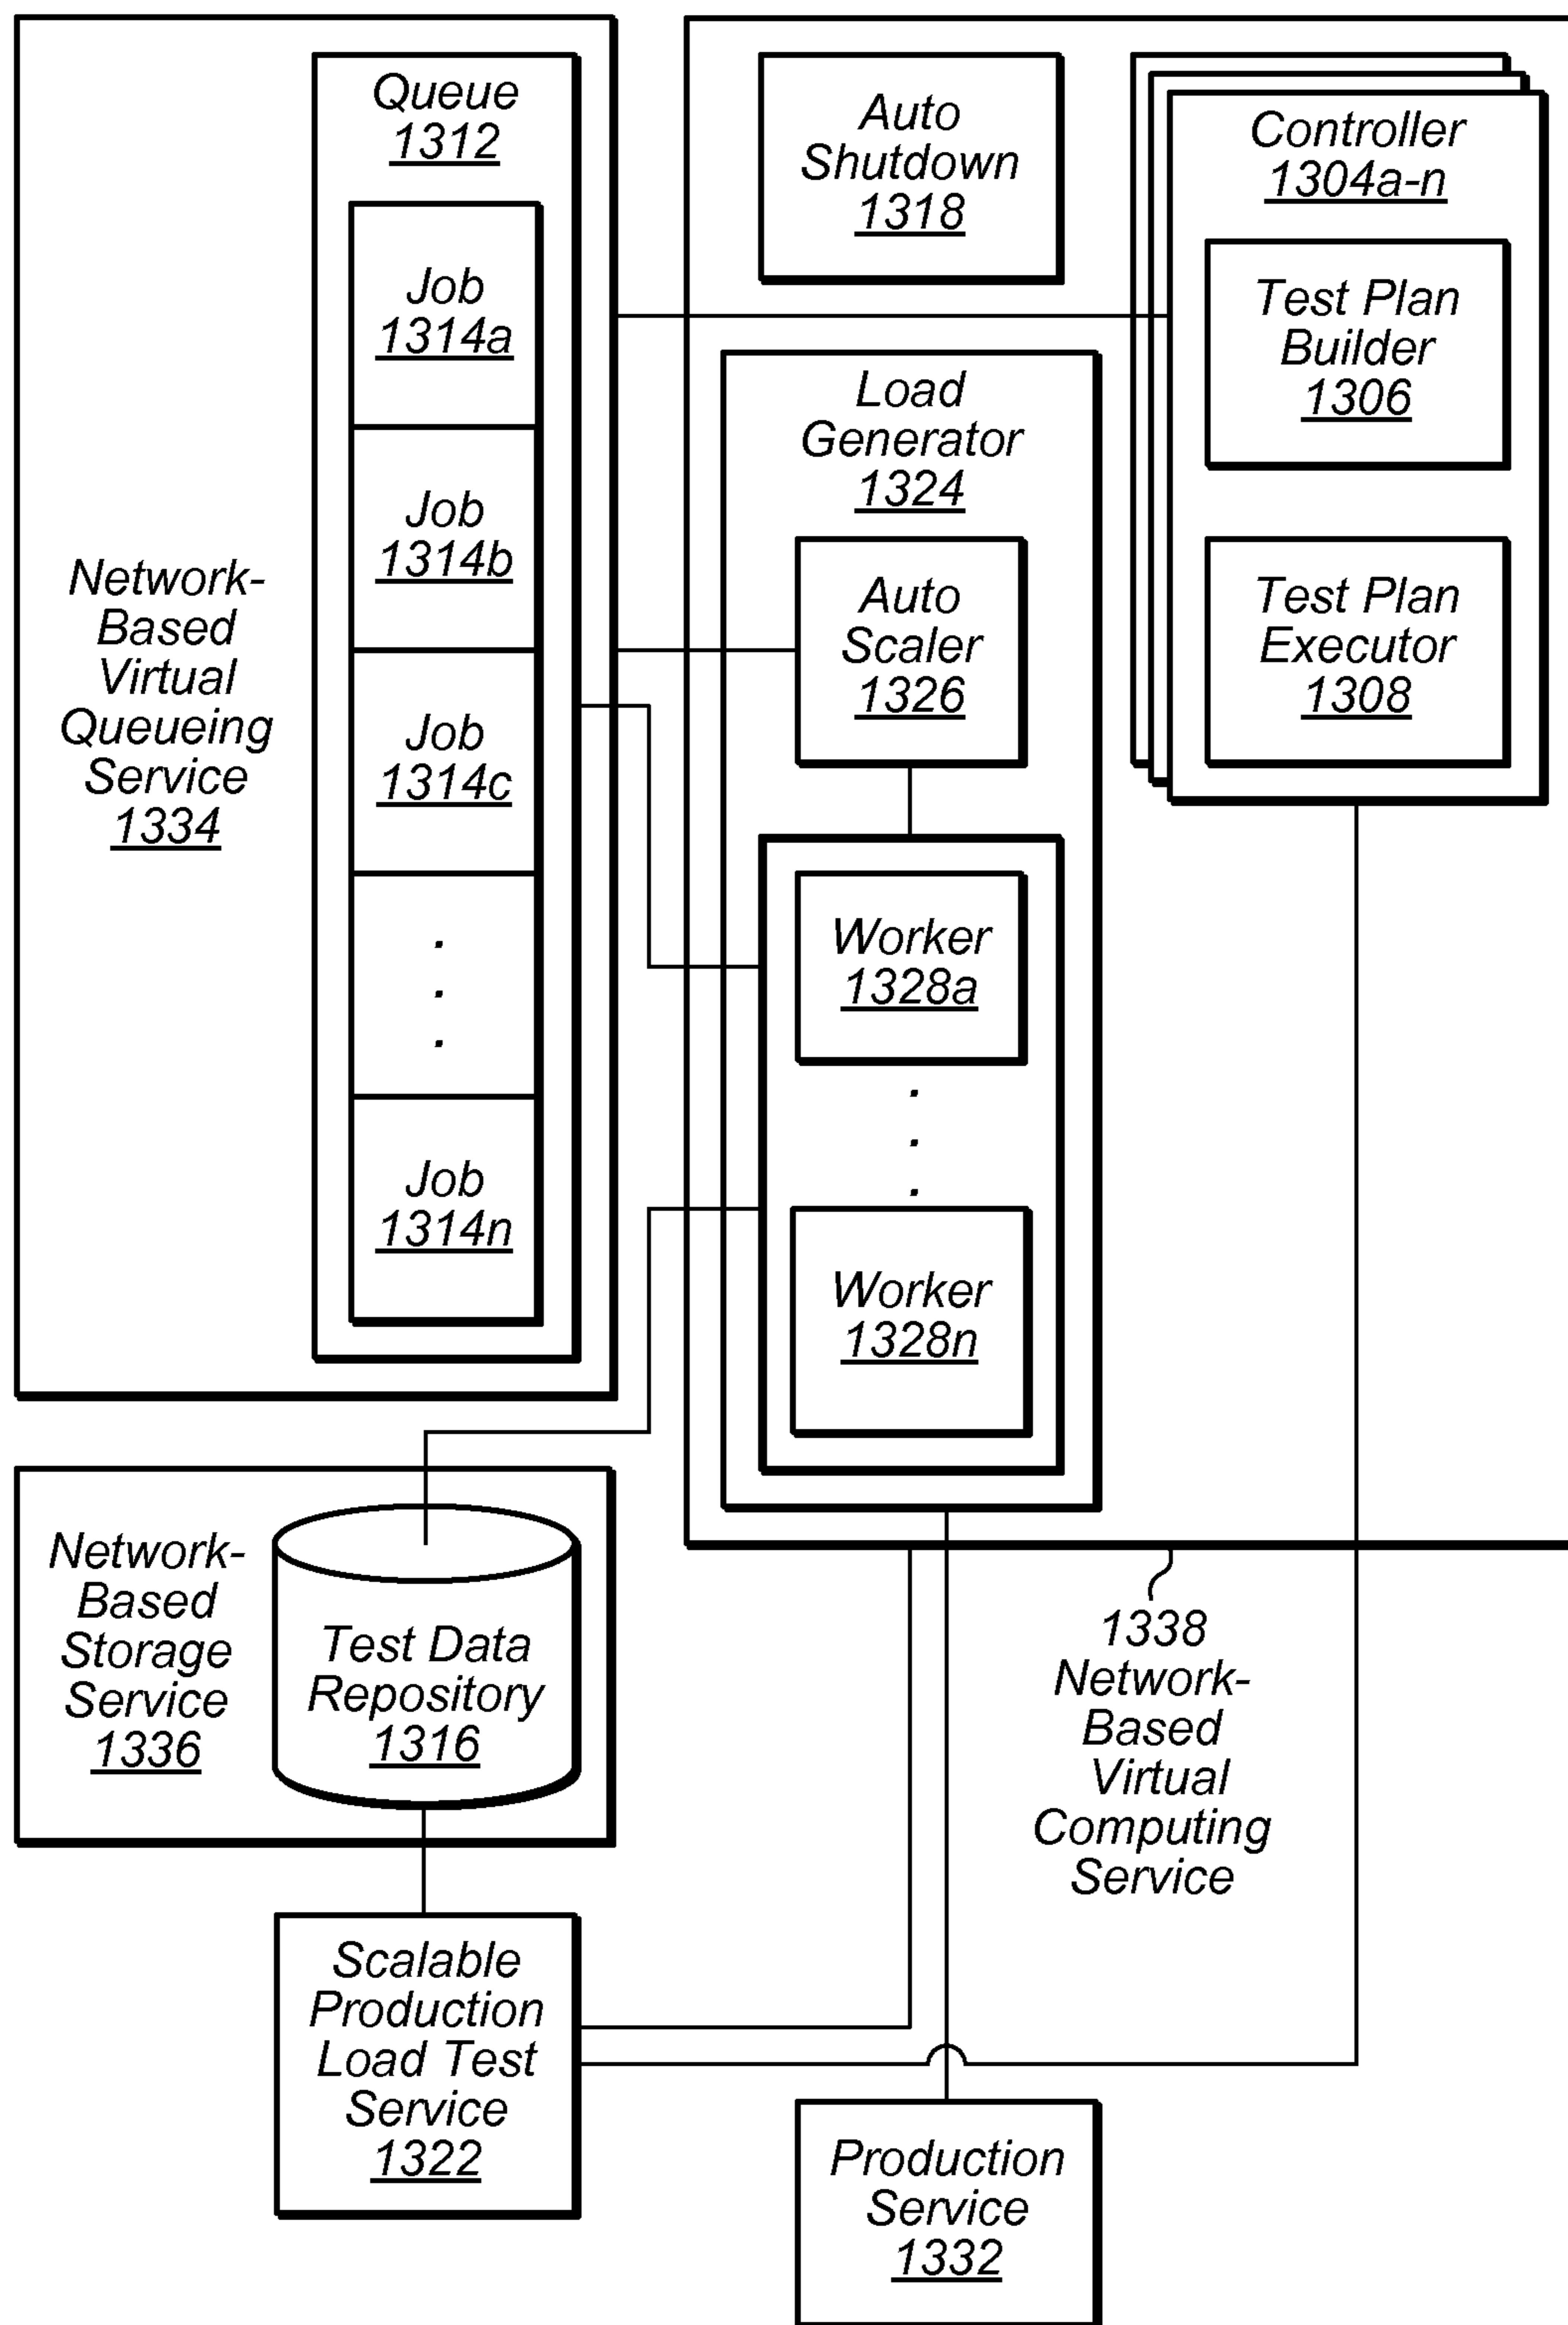 Queue
1312
Job
1314a
Job
1314b
Job
1314c
.
.
.
Job
1314n
Network-
Based
Virtual
Queueing
Service
1334
Auto
Shutdown
1318
Controller
1304a-n
Test Plan
Builder
1306
Test Plan
Executor
1308
Load
Generator
1324
Auto
Scaler
1326
Worker
1328a
.
.
.
Worker
1328n
Network-
Based
Storage
Service
1336
Test Data
Repository
1316
1338
Network-
Based
Virtual
Computing
Service
Scalable
Production
Load Test
Service
1322
Production
Service
1332